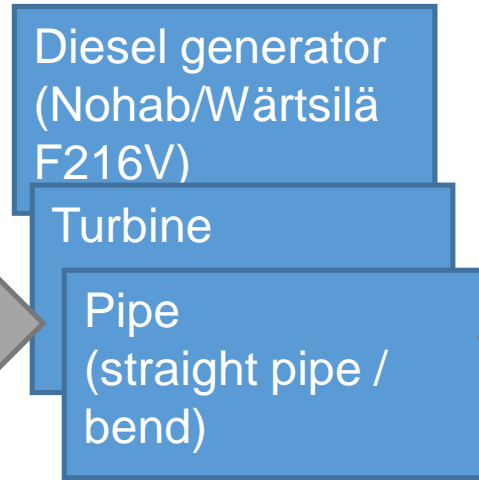 Diesel generator
(Nohab/Wärtsilä
F216V)
Turbine
Pipe
(straight pipe /
bend)